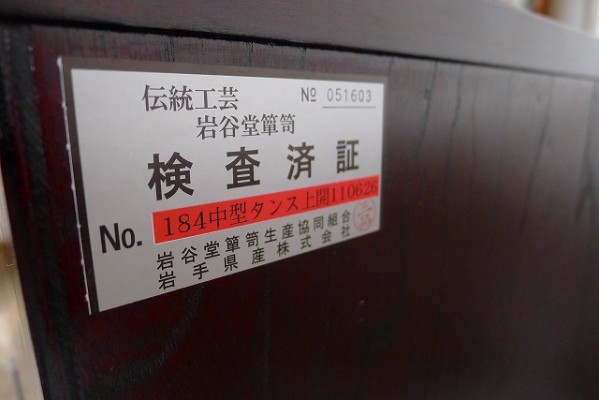 伝統工芸 № 051603
岩谷堂簞笥
検査済証
No. 184中型タンス上開110626
岩谷堂簞笥生産協同組合
岩手県産株式会社